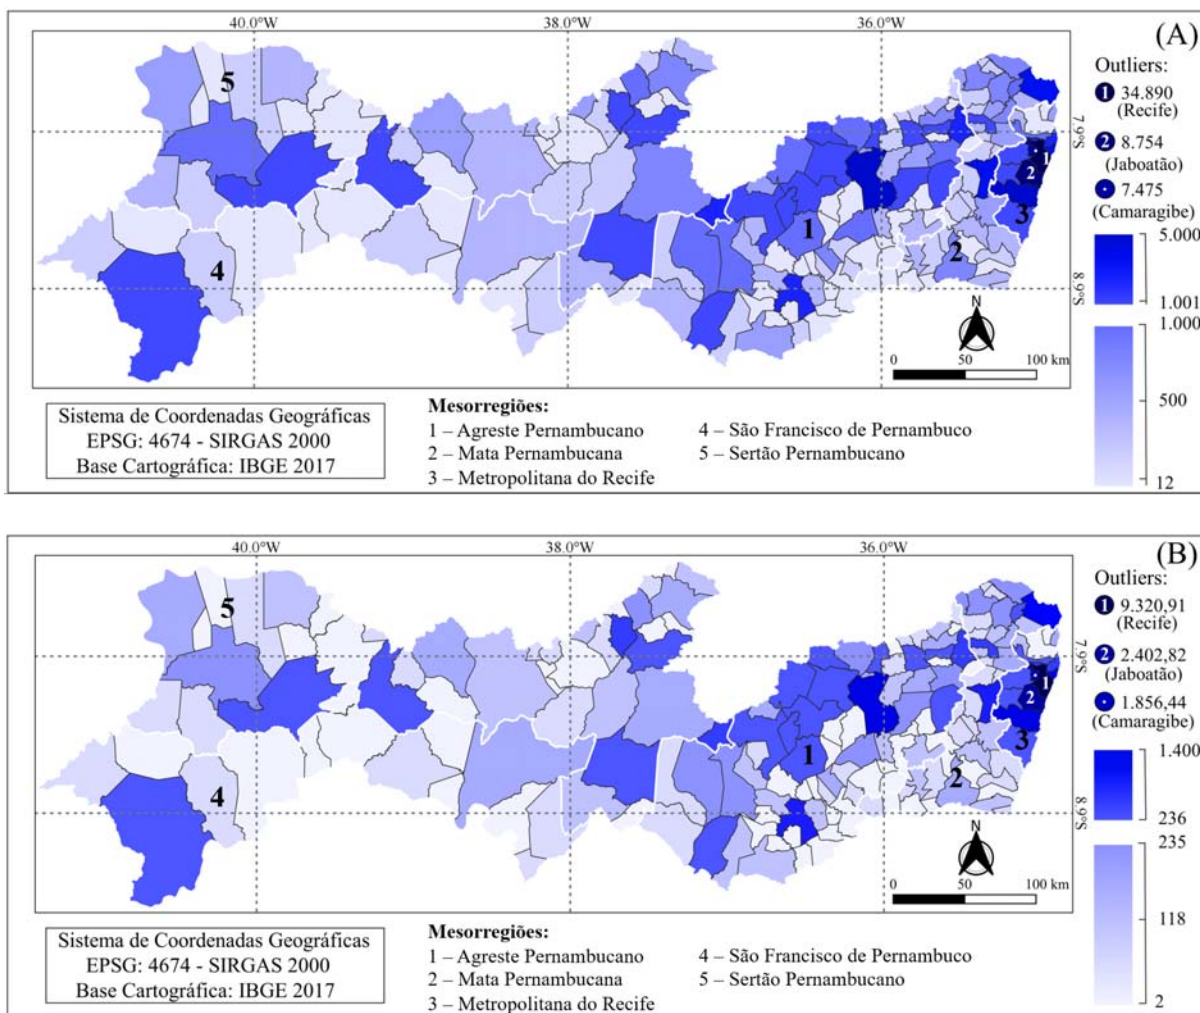 40.0°W 38.0°W 36.0°W
(A)
Outliers:
1 34.890
(Recife)
2 8.754
(Jaboatão)
7.475
(Camaragibe)
5.000
1.001
1.000
500
12
7.9°S
8.9°S
5
4
1
2
3
1
2
N
0 50 100 km
Sistema de Coordenadas Geográficas
EPSG: 4674 - SIRGAS 2000
Base Cartográfica: IBGE 2017
Mesorregiões:
1 – Agreste Pernambucano
2 – Mata Pernambucana
3 – Metropolitana do Recife
4 – São Francisco de Pernambuco
5 – Sertão Pernambucano
40.0°W 38.0°W 36.0°W
(B)
Outliers:
1 9.320,91
(Recife)
2 2.402,82
(Jaboatão)
1.856,44
(Camaragibe)
1.400
236
235
118
2
7.9°S
8.9°S
5
4
1
2
3
1
2
N
0 50 100 km
Sistema de Coordenadas Geográficas
EPSG: 4674 - SIRGAS 2000
Base Cartográfica: IBGE 2017
Mesorregiões:
1 – Agreste Pernambucano
2 – Mata Pernambucana
3 – Metropolitana do Recife
4 – São Francisco de Pernambuco
5 – Sertão Pernambucano